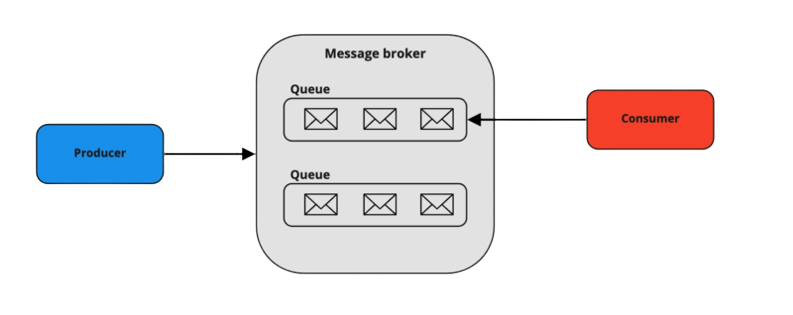 Message broker
Queue
Producer
Consumer
Queue